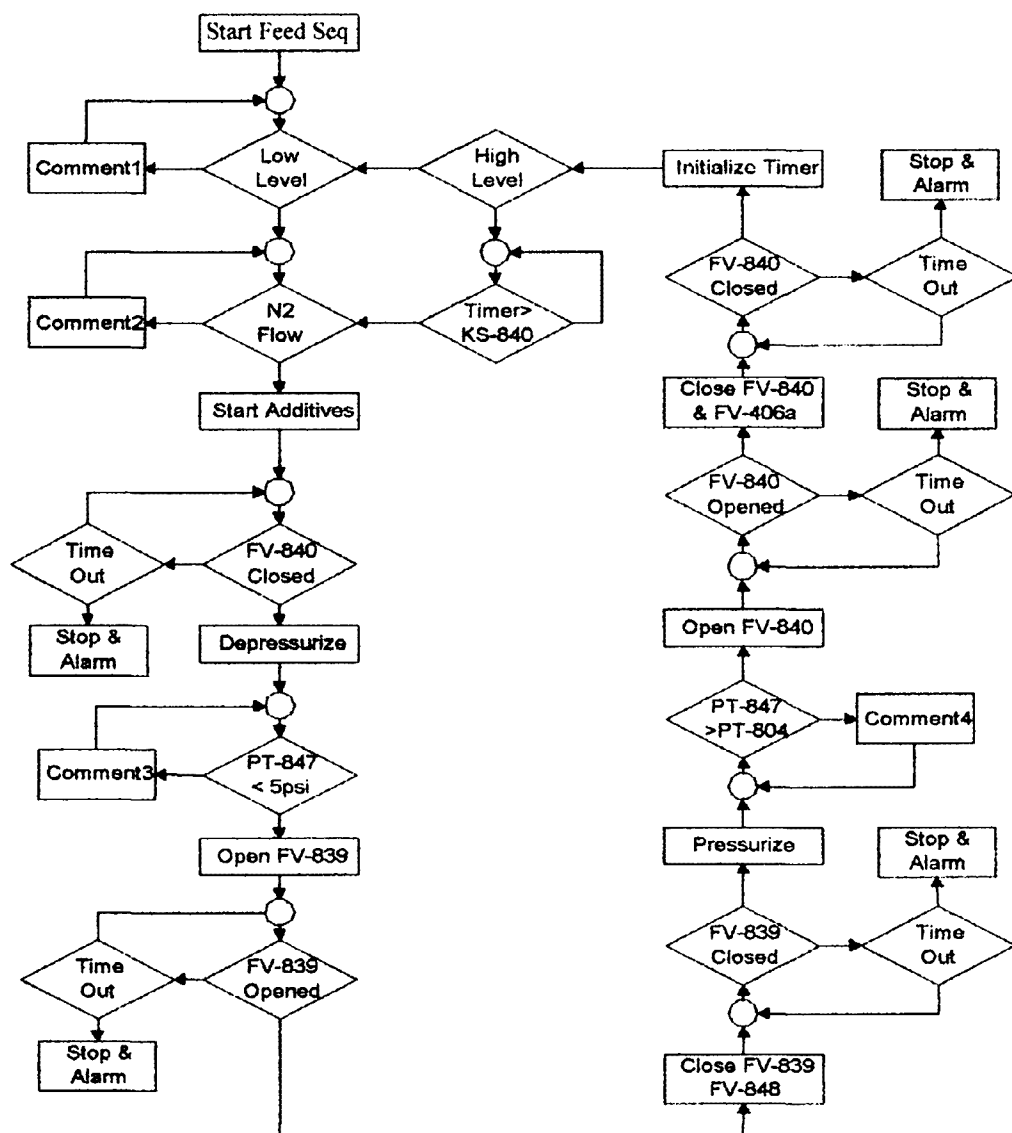 Start Feed Seq
Comment1
Low
Level
High
Level
Initialize Timer
Stop &
Alarm
Comment2
N2
Flow
Timer>
KS-840
FV-840
Closed
Time
Out
Start Additives
Close FV-840
& FV-406a
Stop &
Alarm
Time
Out
FV-840
Closed
FV-840
Opened
Time
Out
Stop &
Alarm
Depressurize
Open FV-840
Comment3
PT-847
< 5psi
PT-847
>PT-804
Comment4
Open FV-839
Pressurize
Stop &
Alarm
Time
Out
FV-839
Opened
FV-839
Closed
Time
Out
Stop &
Alarm
Close FV-839
FV-848